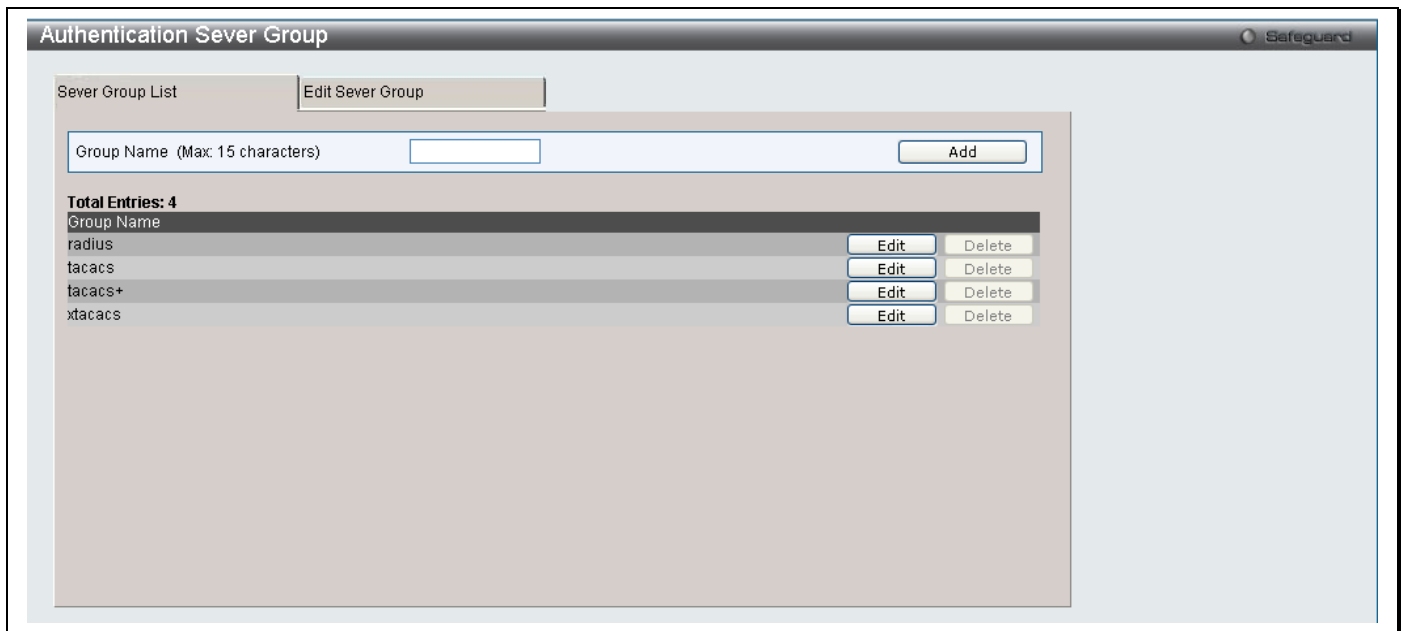 Authentication Sever Group
Safeguard
Sever Group List
Edit Sever Group
Group Name (Max: 15 characters)
Add
Total Entries: 4
Group Name
radius Edit Delete
tacacs Edit Delete
tacacs+ Edit Delete
xtacacs Edit Delete